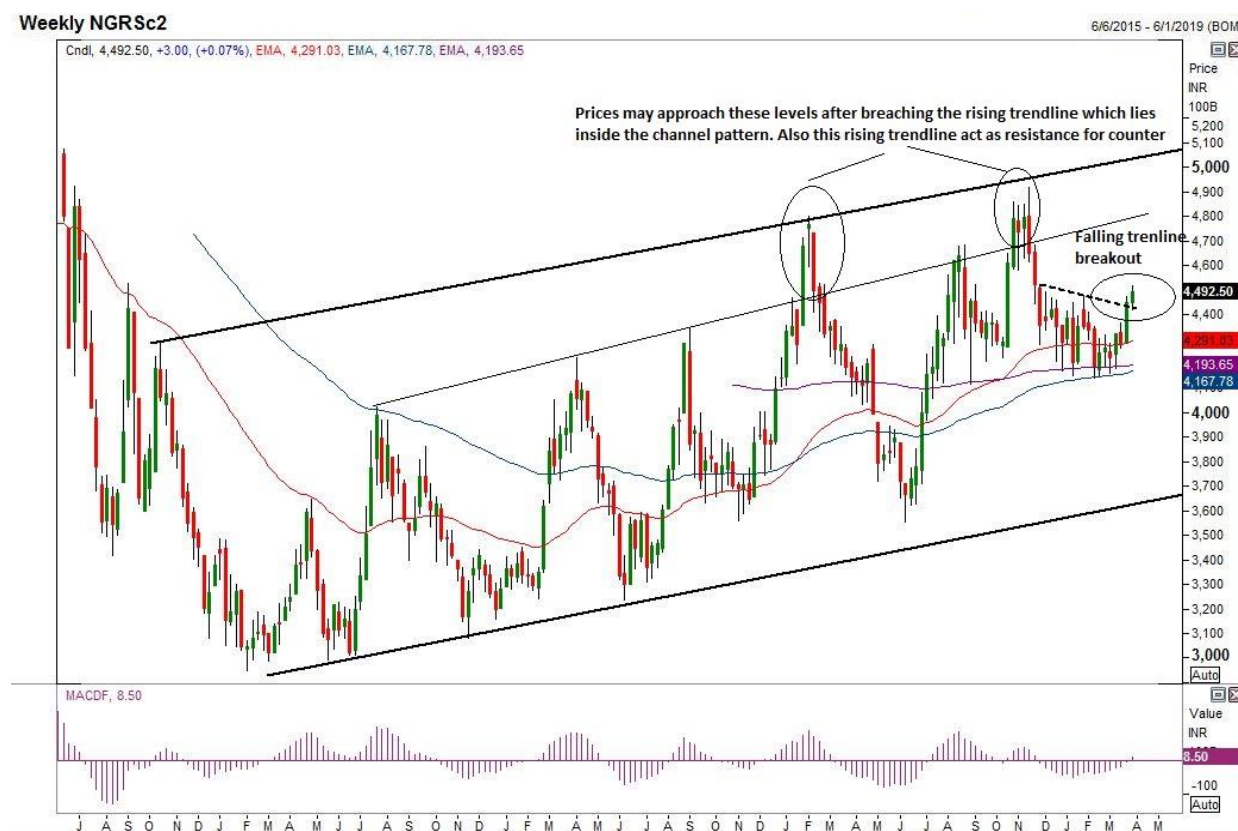 Weekly NGRSc2
6/6/2015 - 6/1/2019 (BOM
Cndl, 4,492.50, +3.00, (+0.07%), EMA, 4,291.03, EMA, 4,167.78, EMA, 4,193.65
Price
INR
100B
Prices may approach these levels after breaching the rising trendline which lies
inside the channel pattern. Also this rising trendline act as resistance for counter
5,200
5,100
5,000
4,900
4,800
Falling trenline
breakout
4,700
4,600
4,492.50
4,400
4,291.03
4,193.65
4,167.78
4,000
3,900
3,800
3,700
3,600
3,500
3,400
3,300
3,200
3,100
3,000
Auto
MACDF, 8.50
Value
INR
8.50
-100
Auto
J A S O N D J F M A M J J A S O N D J F M A M J J A S O N D J F M A M J J A S O N D J F M A M